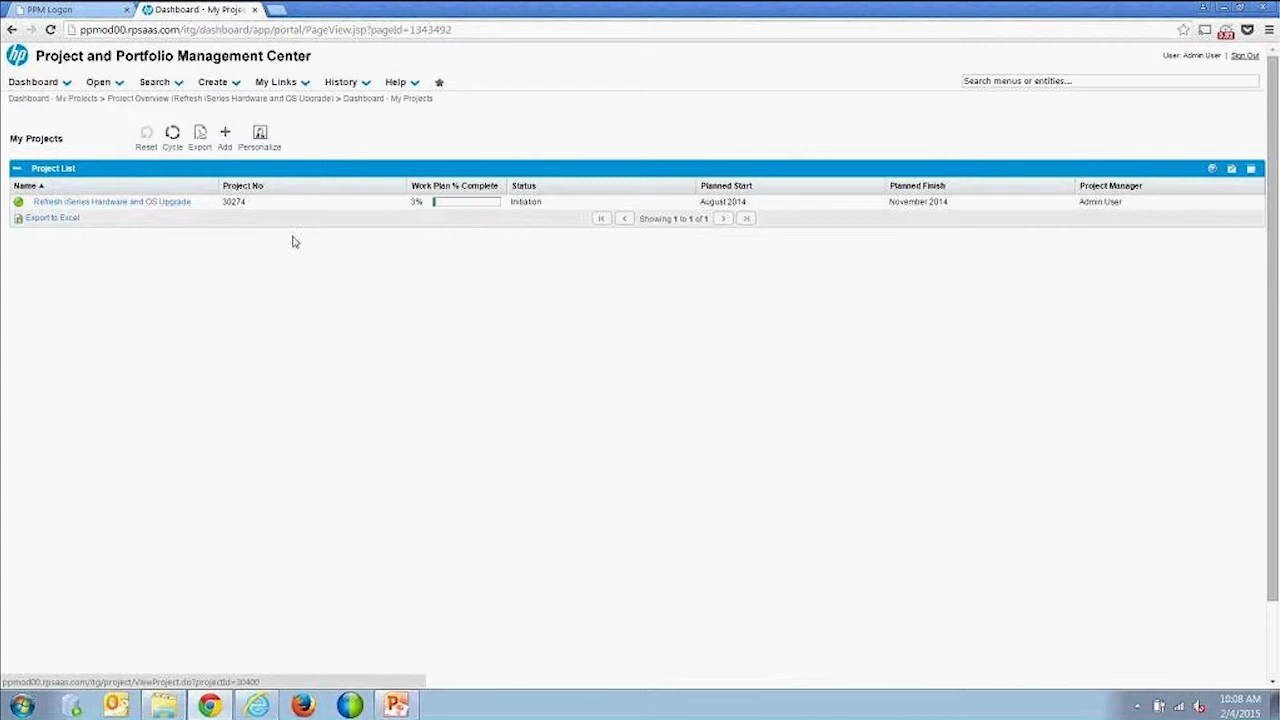 PPM Logon
Dashboard - My Proje
ppmod00.rpsaas.com/itg/dashboard/app/portal/PageView.jsp?pageId=1343492
hp Project and Portfolio Management Center
User: Admin User | Sign Out
Dashboard Open Search Create My Links History Help
Search menus or entities...
Dashboard - My Projects > Project Overview (Refresh iSeries Hardware and OS Upgrade) > Dashboard - My Projects
My Projects
Reset Cycle Export Add Personalize
Project List
Name Project No Work Plan % Complete Status Planned Start Planned Finish Project Manager
Refresh iSeries Hardware and OS Upgrade 30274 3% Initiation August 2014 November 2014 Admin User
Export to Excel
Showing 1 to 1 of 1
ppmod00.rpsaas.com/itg/project/ViewProject.do?projectId=30400
10:08 AM
2/4/2015